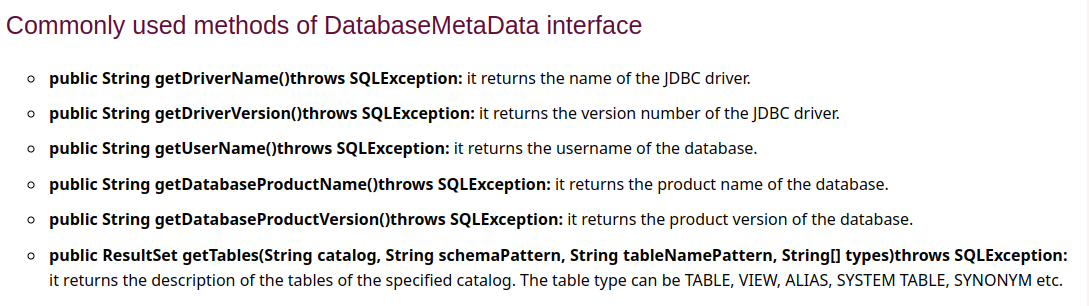 Commonly used methods of DatabaseMetaData interface
public String getDriverName()throws SQLException: it returns the name of the JDBC driver.
public String getDriverVersion()throws SQLException: it returns the version number of the JDBC driver.
public String getUserName()throws SQLException: it returns the username of the database.
public String getDatabaseProductName()throws SQLException: it returns the product name of the database.
public String getDatabaseProductVersion()throws SQLException: it returns the product version of the database.
public ResultSet getTables(String catalog, String schemaPattern, String tableNamePattern, String[] types)throws SQLException:
it returns the description of the tables of the specified catalog. The table type can be TABLE, VIEW, ALIAS, SYSTEM TABLE, SYNONYM etc.